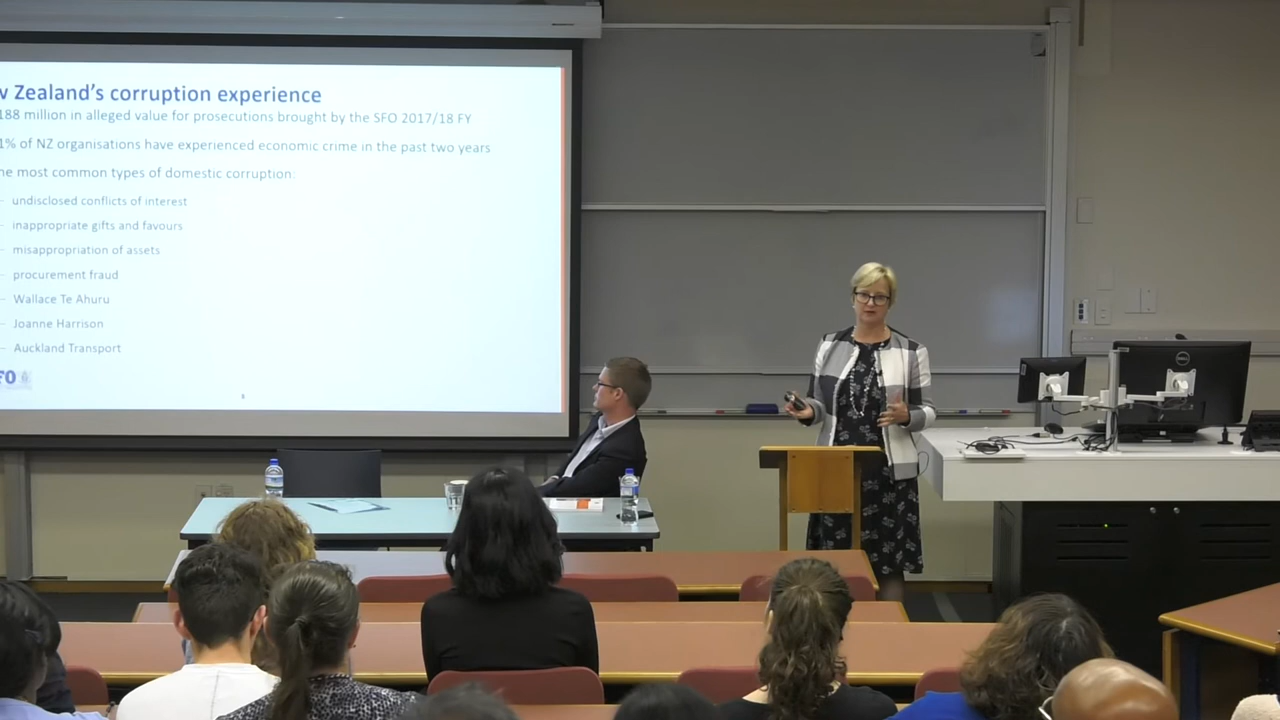 Zealand's corruption experience
188 million in alleged value for prosecutions brought by the SFO 2017/18 FY
1% of NZ organisations have experienced economic crime in the past two years
most common types of domestic corruption:
– undisclosed conflicts of interest
– inappropriate gifts and favours
– misappropriation of assets
– procurement fraud
– Wallace Te Ahuru
– Joanne Harrison
– Auckland Transport
FO
8
DELL